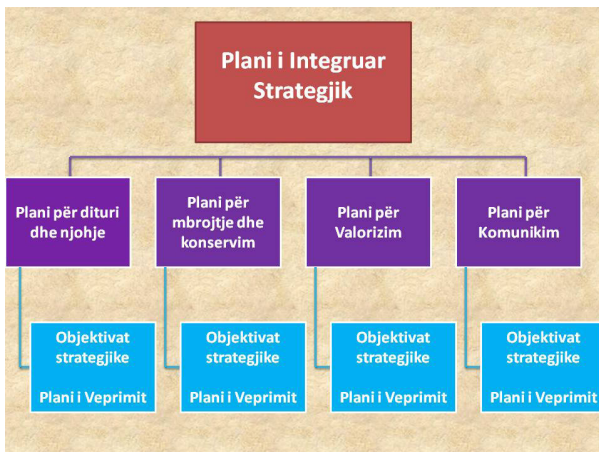 Plani i Integruar
Strategjik
Plani për dituri
dhe njohje
Plani për
mbrojtje dhe
konservim
Plani për
Valorizim
Plani për
Komunikim
Objektivat
strategjike
Plani i Veprimit
Objektivat
strategjike
Plani i Veprimit
Objektivat
strategjike
Plani i Veprimit
Objektivat
strategjike
Plani i Veprimit